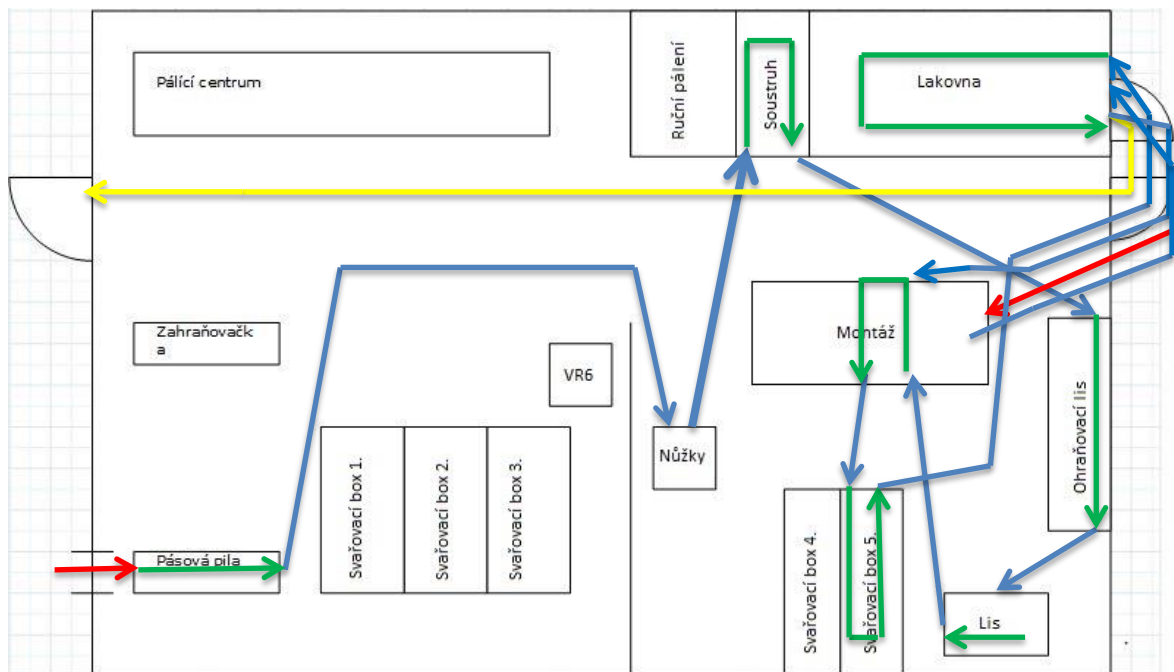 Pálící centrum
Ruční pálení
Soustruh
Lakovna
Zahraňovačk
a
VR6
Montáž
Nůžky
Ohraňovací lis
Svařovací box 1.
Svařovací box 2.
Svařovací box 3.
Svařovací box 4.
Svařovací box 5.
Pásová pila
Lis